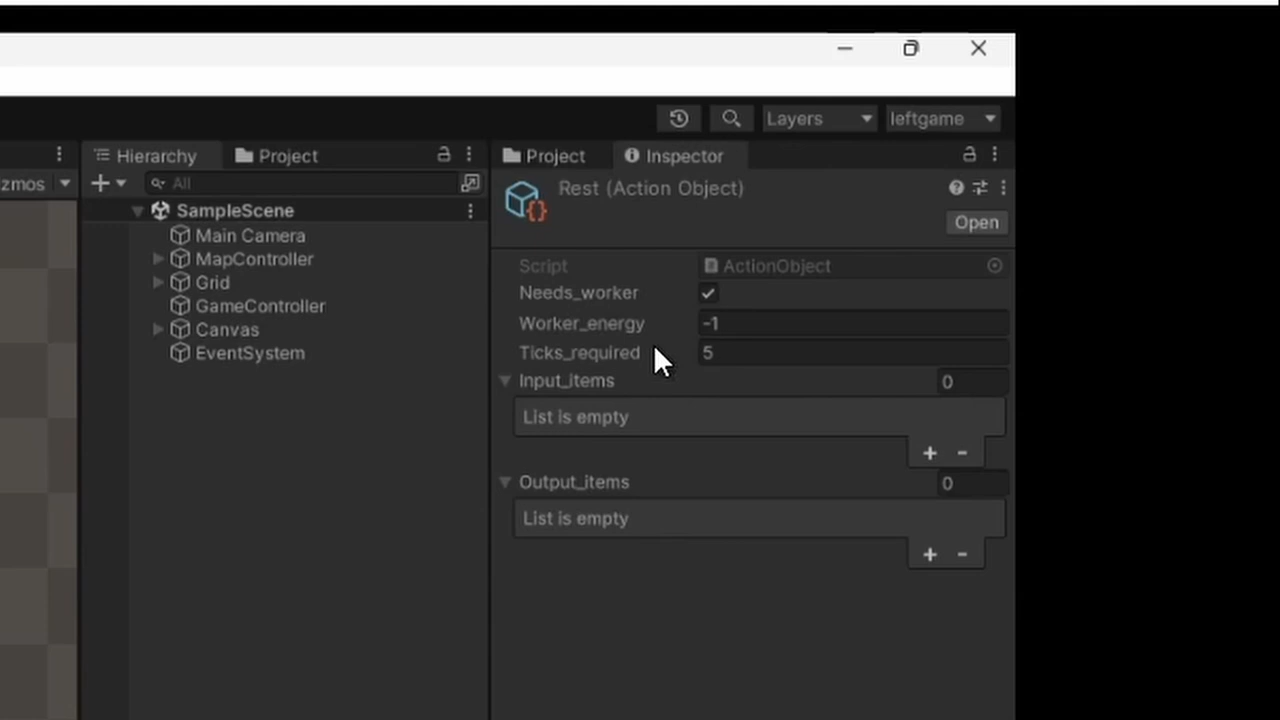 Layers
leftgame
Hierarchy
Project
Project
Inspector
zmos
All
SampleScene
Main Camera
MapController
Grid
GameController
Canvas
EventSystem
Rest (Action Object)
Open
Script
ActionObject
Needs_worker
Worker_energy
-1
Ticks_required
5
Input_items
0
List is empty
+ -
Output_items
0
List is empty
+ -